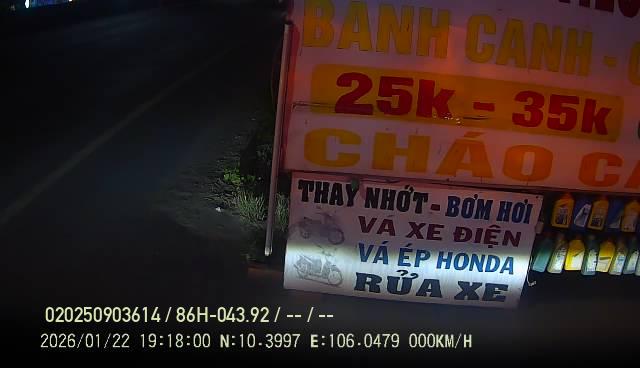 BÁNH CANH -
25K - 35K
CHÁO
THAY NHỚT - BƠM HƠI
VÁ XE ĐIỆN
VÁ ÉP HONDA
RỬA XE
020250903614 / 86H-043.92 / -- / --
2026/01/22 19:18:00 N:10.3997 E:106.0479 000KM/H